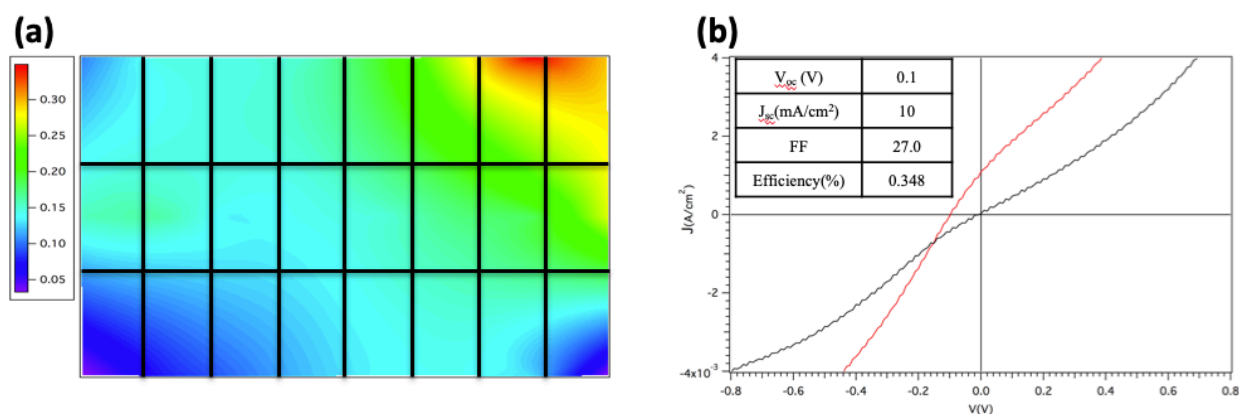 (a)
0.30
0.25
0.20
0.15
0.10
0.05
(b)
V_oc (V) 0.1
J_sc(mA/cm²) 10
FF 27.0
Efficiency(%) 0.348
J(A/cm²)
4
2
0
-2
-4x10⁻³
-0.8 -0.6 -0.4 -0.2 0.0 0.2 0.4 0.6 0.8
V(V)